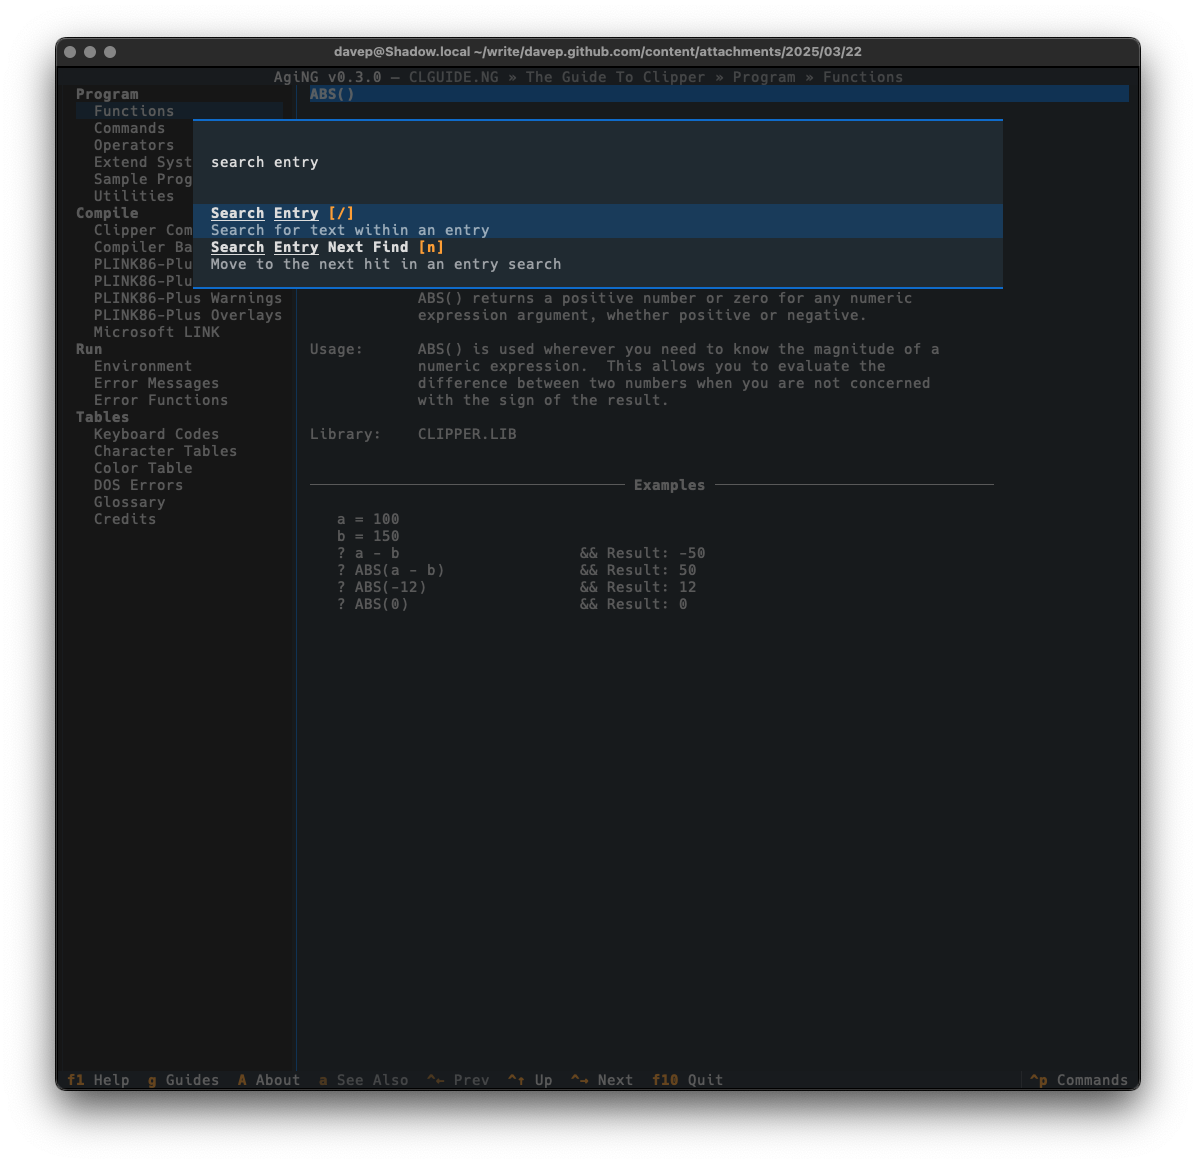 davep@Shadow.local ~/write/davep.github.com/content/attachments/2025/03/22
AgiNG v0.3.0 — CLGUIDE.NG » The Guide To Clipper » Program » Functions
Program
Functions
Commands
Operators
Extend Syst
Sample Prog
Utilities
Compile
Clipper Com
Compiler Ba
PLINK86-Plu
PLINK86-Plu
PLINK86-Plus Warnings
PLINK86-Plus Overlays
Microsoft LINK
Run
Environment
Error Messages
Error Functions
Tables
Keyboard Codes
Character Tables
Color Table
DOS Errors
Glossary
Credits
ABS()
search entry
Search Entry [/]
Search for text within an entry
Search Entry Next Find [n]
Move to the next hit in an entry search
ABS() returns a positive number or zero for any numeric
expression argument, whether positive or negative.
Usage: ABS() is used wherever you need to know the magnitude of a
numeric expression.  This allows you to evaluate the
difference between two numbers when you are not concerned
with the sign of the result.
Library: CLIPPER.LIB
Examples
a = 100
b = 150
? a - b && Result: -50
? ABS(a - b) && Result: 50
? ABS(-12) && Result: 12
? ABS(0) && Result: 0
f1 Help g Guides A About a See Also ^← Prev ^↑ Up ^→ Next f10 Quit ^p Commands